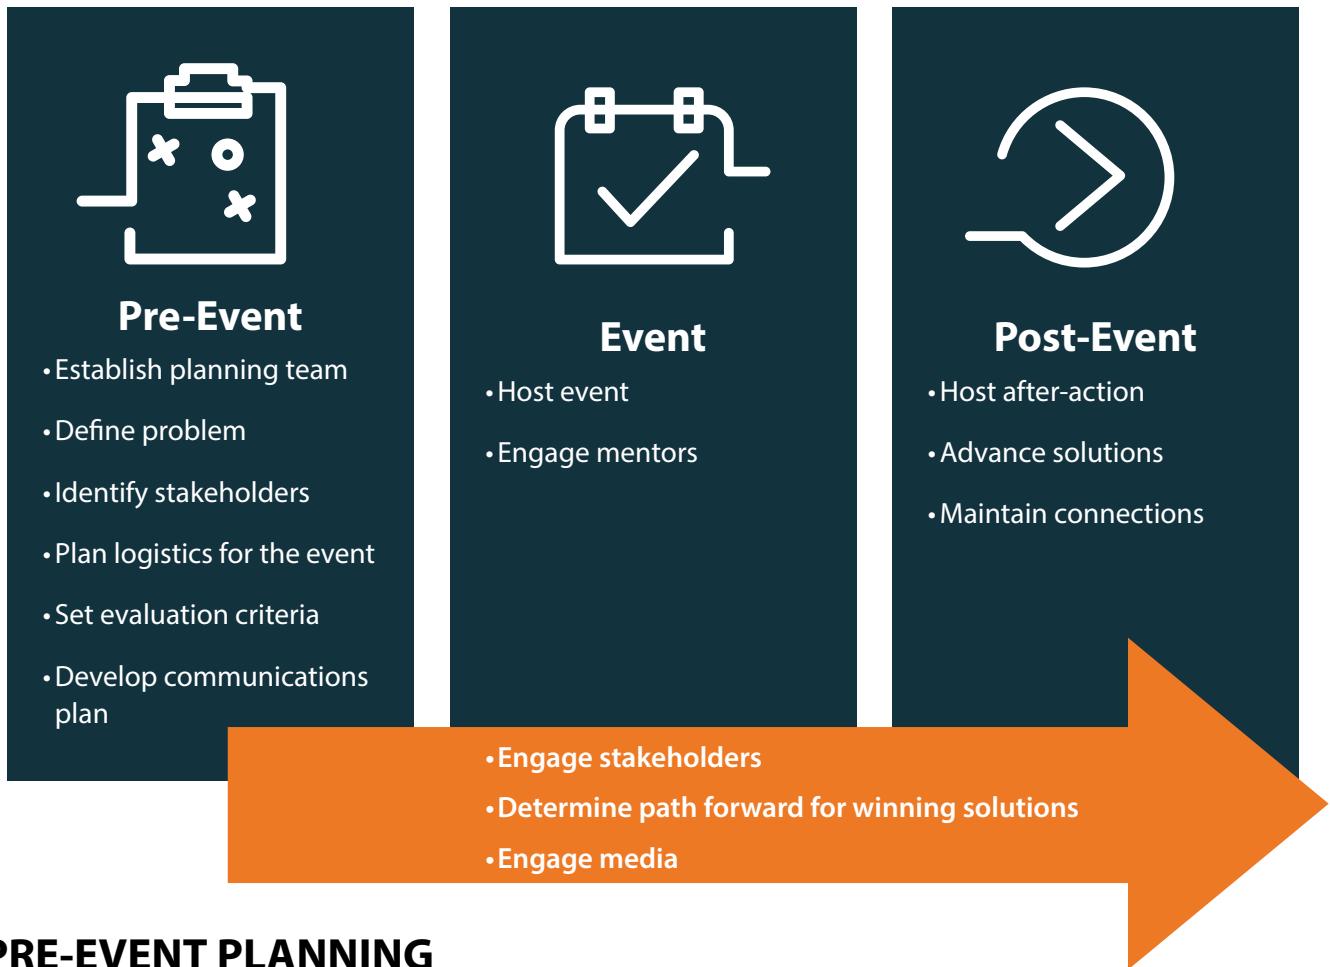 Pre-Event
• Establish planning team
• Define problem
• Identify stakeholders
• Plan logistics for the event
• Set evaluation criteria
• Develop communications
plan
Event
• Host event
• Engage mentors
Post-Event
• Host after-action
• Advance solutions
• Maintain connections
• Engage stakeholders
• Determine path forward for winning solutions
• Engage media
PRE-EVENT PLANNING